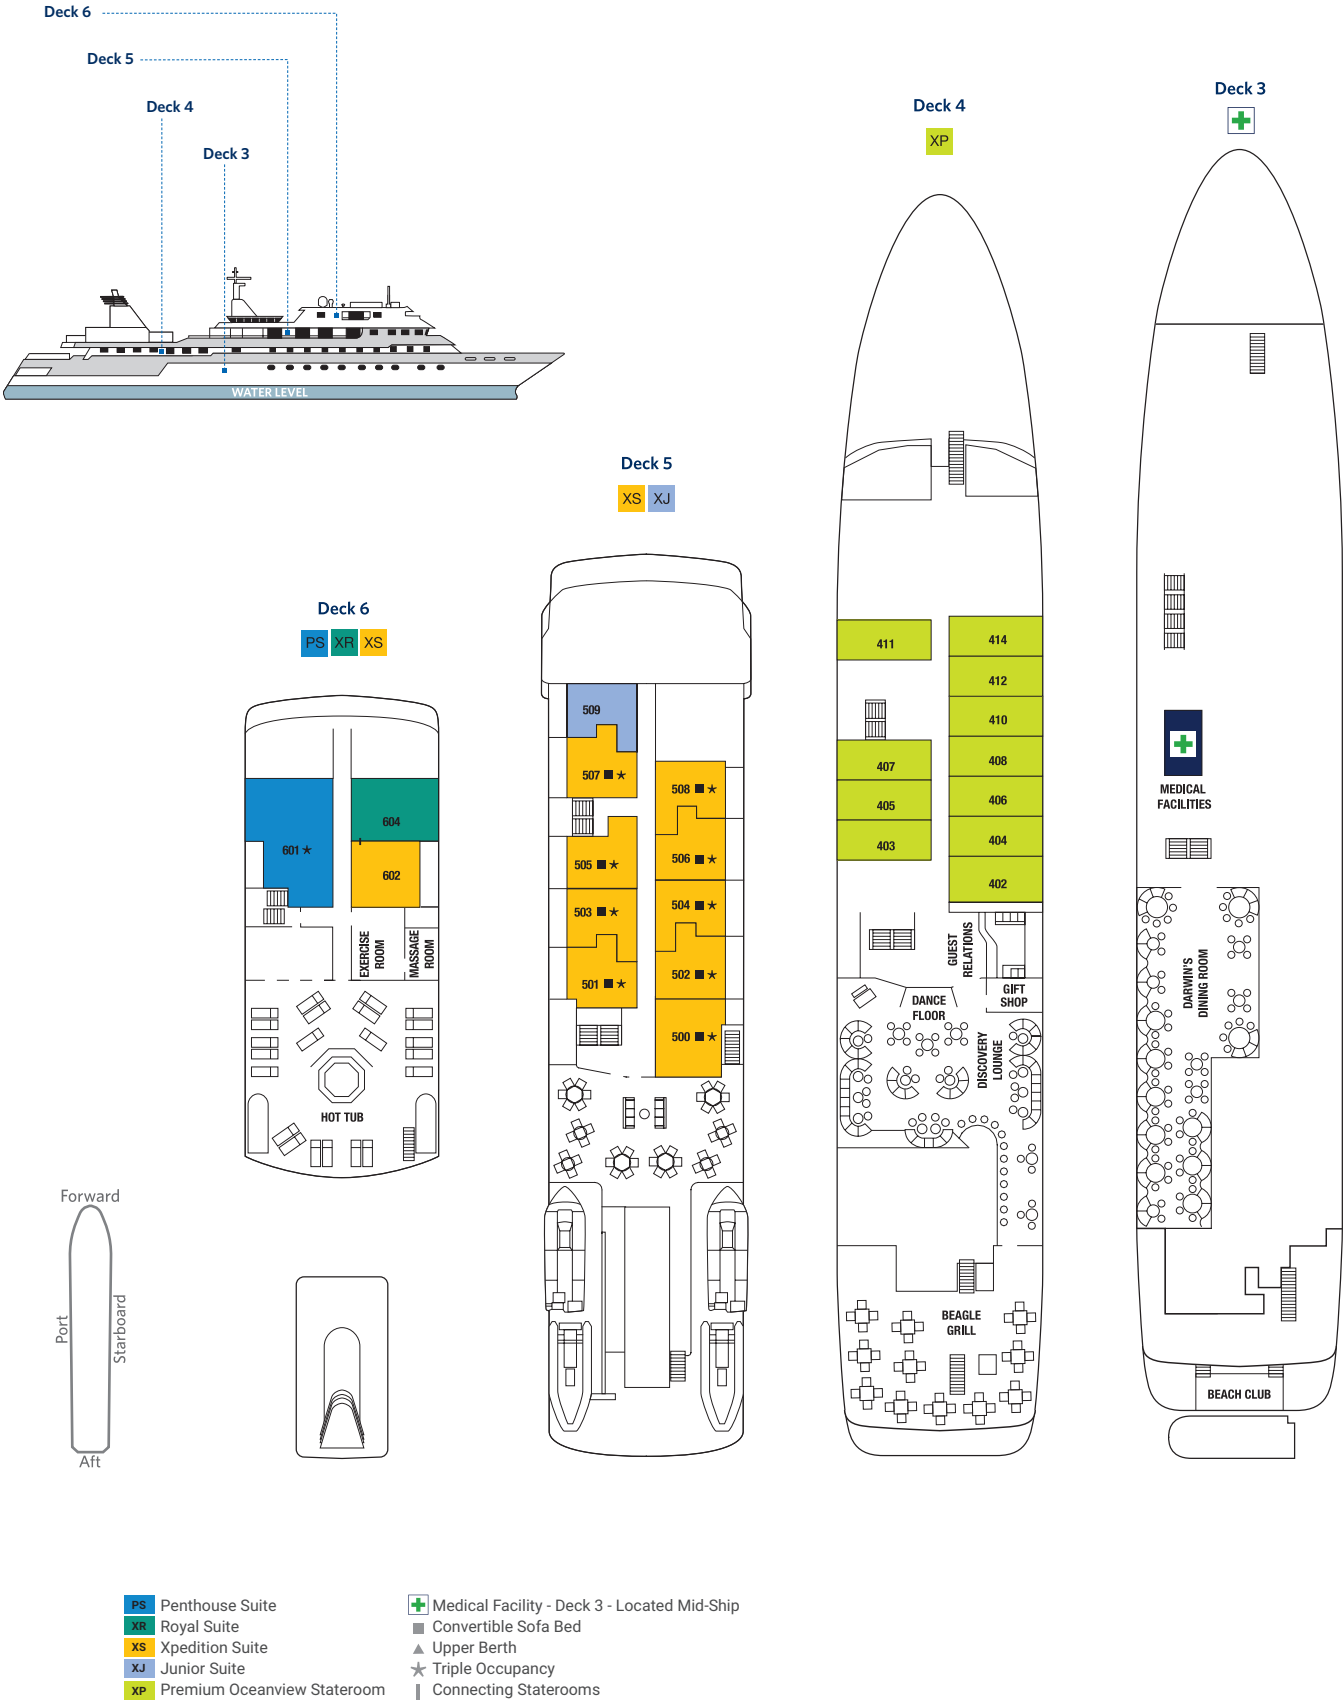 Deck 6
Deck 5
Deck 4
Deck 3
WATER LEVEL
Deck 6
PS XR XS
601
604
602
EXERCISE
ROOM
MASSAGE
ROOM
HOT TUB
Deck 5
XS XJ
509
507
508
505
506
503
504
501
502
500
Deck 4
XP
411
414
412
410
407
408
405
406
403
404
402
GUEST
RELATIONS
GIFT
SHOP
DANCE
FLOOR
DISCOVERY
LOUNGE
BEAGLE
GRILL
Deck 3
MEDICAL
FACILITIES
DARWIN'S
DINING ROOM
BEACH CLUB
Forward
Port
Starboard
Aft
PS Penthouse Suite
XR Royal Suite
XS Xpedition Suite
XJ Junior Suite
XP Premium Oceanview Stateroom
Medical Facility - Deck 3 - Located Mid-Ship
Convertible Sofa Bed
Upper Berth
Triple Occupancy
Connecting Staterooms